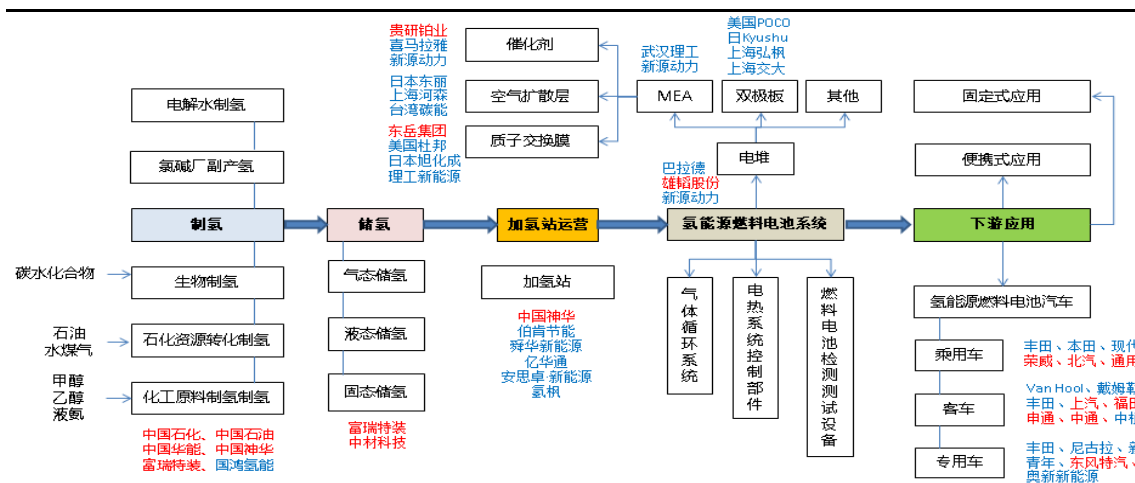 贵研铂业
喜马拉雅
新源动力
催化剂
日本东丽
上海河森
台湾碳能
空气扩散层
东岳集团
美国杜邦
日本旭化成
理工新能源
质子交换膜
武汉理工
新源动力
MEA
美国POCO
日Kyushu
上海弘枫
上海交大
双极板
其他
电堆
巴拉德
雄韬股份
新源动力
电解水制氢
氯碱厂副产氢
固定式应用
便携式应用
制氢
储氢
加氢站运营
氢能源燃料电池系统
下游应用
碳水化合物
生物制氢
石油
水煤气
石化资源转化制氢
甲醇
乙醇
液氨
化工原料制氢制氢
中国石化、中国石油
中国华能、中国神华
富瑞特装、国鸿氢能
气态储氢
液态储氢
固态储氢
富瑞特装
中材科技
加氢站
中国神华
伯肯节能
舜华新能源
亿华通
安思卓·新能源
氢枫
气体循环系统
电热系统控制部件
燃料电池检测测试设备
氢能源燃料电池汽车
乘用车
丰田、本田、现代
荣威、北汽、通用
客车
Van Hool、戴姆勒
丰田、上汽、福田
申通、中通、中植
专用车
丰田、尼古拉、新
青年、东风特汽、
奥新新能源